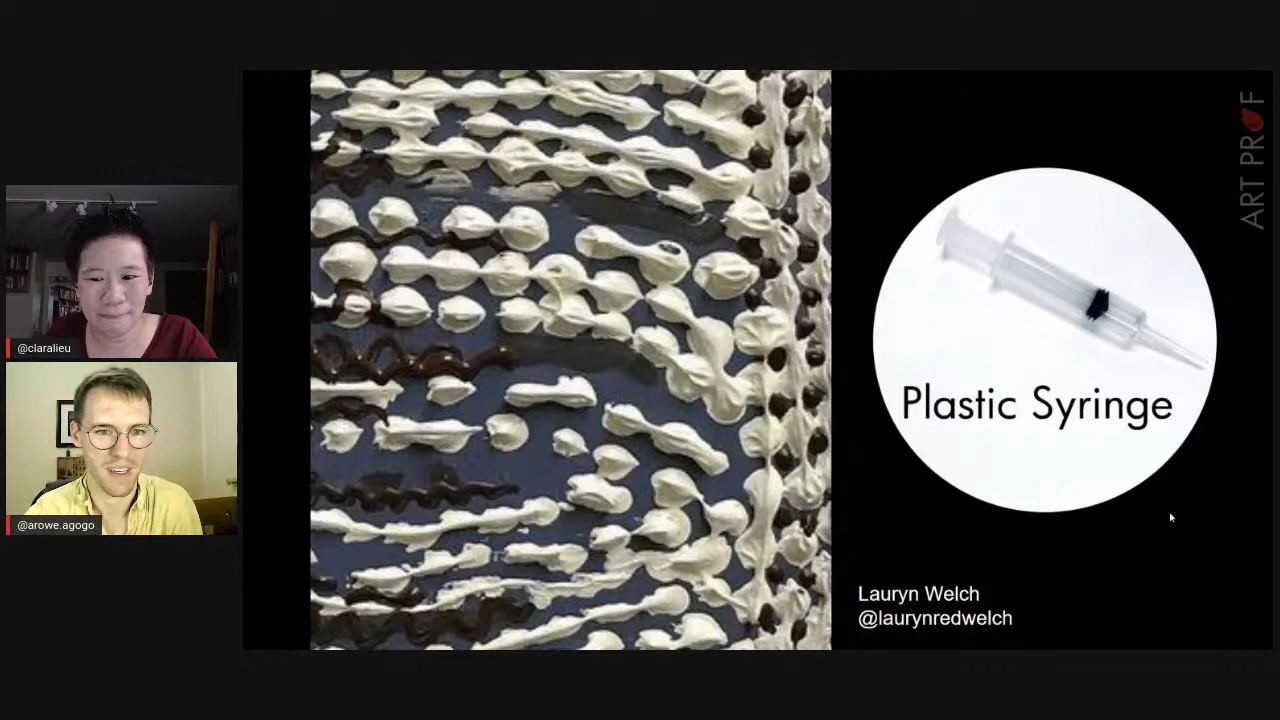 @claralieu
@arowe.agogo
Plastic Syringe
Lauryn Welch
@laurynredwelch
ART PROF